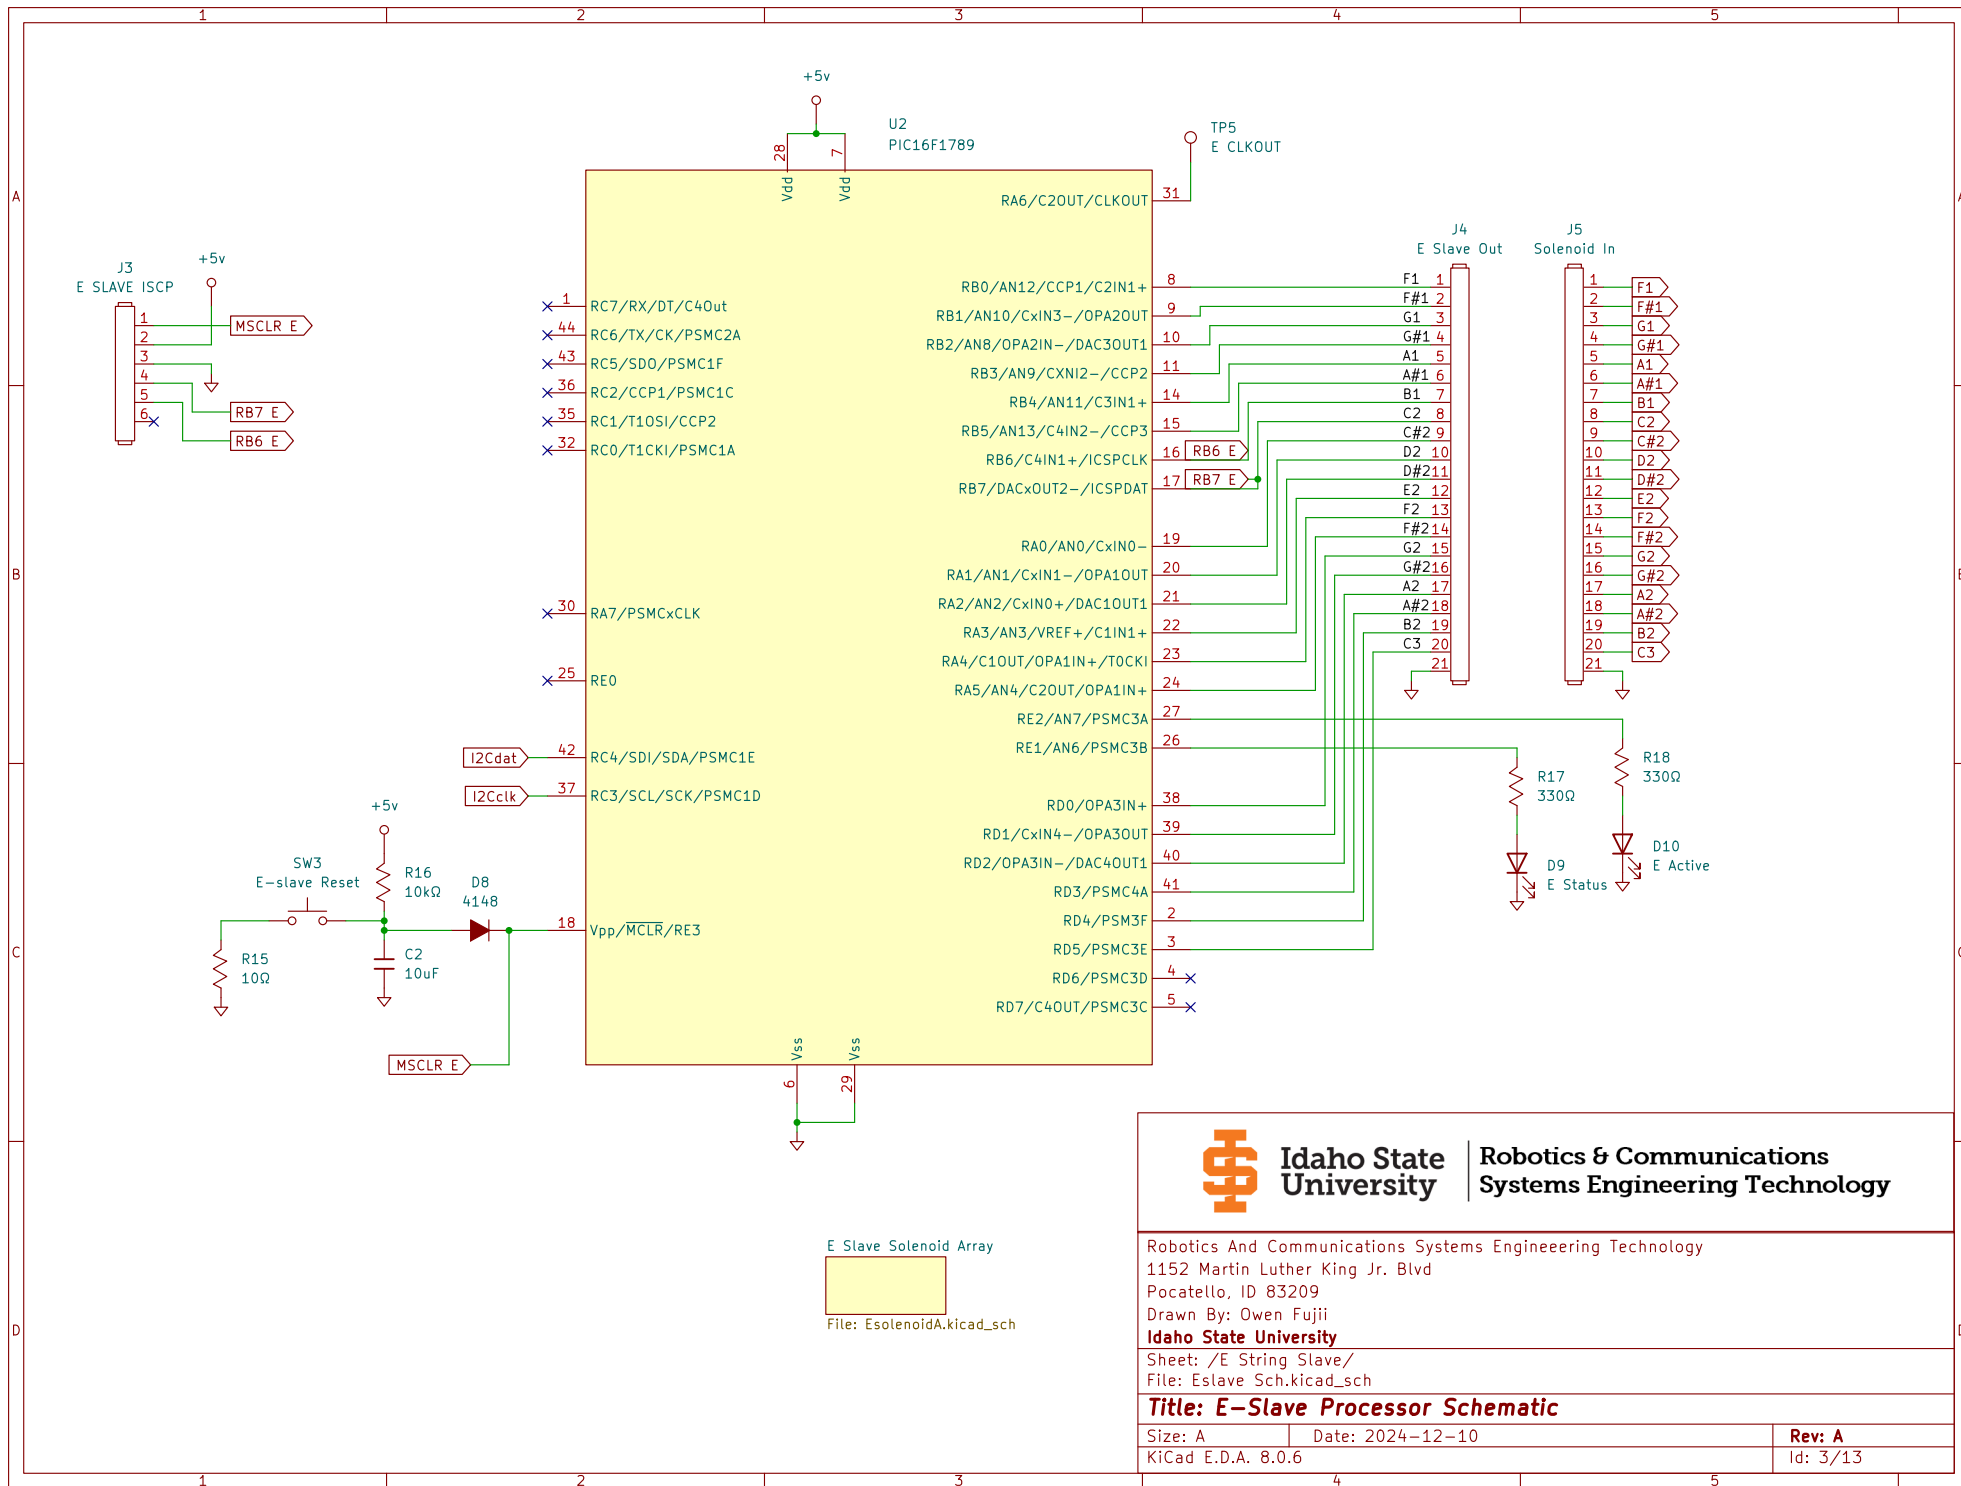 1 2 3 4 5
A
B
C
D
+5v
U2
PIC16F1789
28 Vdd
7 Vdd
TP5
E CLKOUT
RA6/C2OUT/CLKOUT 31
J3
E SLAVE ISCP
+5v
1 MSCLR E
2
3
4 RB7 E
5 RB6 E
6
1 RC7/RX/DT/C4Out
44 RC6/TX/CK/PSMC2A
43 RC5/SDO/PSMC1F
36 RC2/CCP1/PSMC1C
35 RC1/T1OSI/CCP2
32 RC0/T1CKI/PSMC1A
30 RA7/PSMCxCLK
25 RE0
I2Cdat 42 RC4/SDI/SDA/PSMC1E
I2Cclk 37 RC3/SCL/SCK/PSMC1D
18 Vpp/MCLR/RE3
RB0/AN12/CCP1/C2IN1+ 8
RB1/AN10/CxIN3-/OPA2OUT 9
RB2/AN8/OPA2IN-/DAC3OUT1 10
RB3/AN9/CXNI2-/CCP2 11
RB4/AN11/C3IN1+ 14
RB5/AN13/C4IN2-/CCP3 15
RB6/C4IN1+/ICSPCLK 16 RB6 E
RB7/DACxOUT2-/ICSPDAT 17 RB7 E
RA0/AN0/CxIN0- 19
RA1/AN1/CxIN1-/OPA1OUT 20
RA2/AN2/CxIN0+/DAC1OUT1 21
RA3/AN3/VREF+/C1IN1+ 22
RA4/C1OUT/OPA1IN+/T0CKI 23
RA5/AN4/C2OUT/OPA1IN+ 24
RE2/AN7/PSMC3A 27
RE1/AN6/PSMC3B 26
RD0/OPA3IN+ 38
RD1/CxIN4-/OPA3OUT 39
RD2/OPA3IN-/DAC4OUT1 40
RD3/PSMC4A 41
RD4/PSM3F 2
RD5/PSMC3E 3
RD6/PSMC3D 4
RD7/C4OUT/PSMC3C 5
Vss 6
Vss 29
J4
E Slave Out
F1 1
F#1 2
G1 3
G#1 4
A1 5
A#1 6
B1 7
C2 8
C#2 9
D2 10
D#2 11
E2 12
F2 13
F#2 14
G2 15
G#2 16
A2 17
A#2 18
B2 19
C3 20
21
J5
Solenoid In
1 F1
2 F#1
3 G1
4 G#1
5 A1
6 A#1
7 B1
8 C2
9 C#2
10 D2
11 D#2
12 E2
13 F2
14 F#2
15 G2
16 G#2
17 A2
18 A#2
19 B2
20 C3
21
R17
330Ω
R18
330Ω
D9
E Status
D10
E Active
+5v
SW3
E-slave Reset
R16
10kΩ
D8
4148
R15
10Ω
C2
10uF
MSCLR E
E Slave Solenoid Array
File: EsolenoidA.kicad_sch
Idaho State
University
Robotics & Communications
Systems Engineering Technology
Robotics And Communications Systems Engineeering Technology
1152 Martin Luther King Jr. Blvd
Pocatello, ID 83209
Drawn By: Owen Fujii
Idaho State University
Sheet: /E String Slave/
File: Eslave Sch.kicad_sch
Title: E-Slave Processor Schematic
Size: A Date: 2024-12-10 Rev: A
KiCad E.D.A. 8.0.6 Id: 3/13
1 2 3 4 5